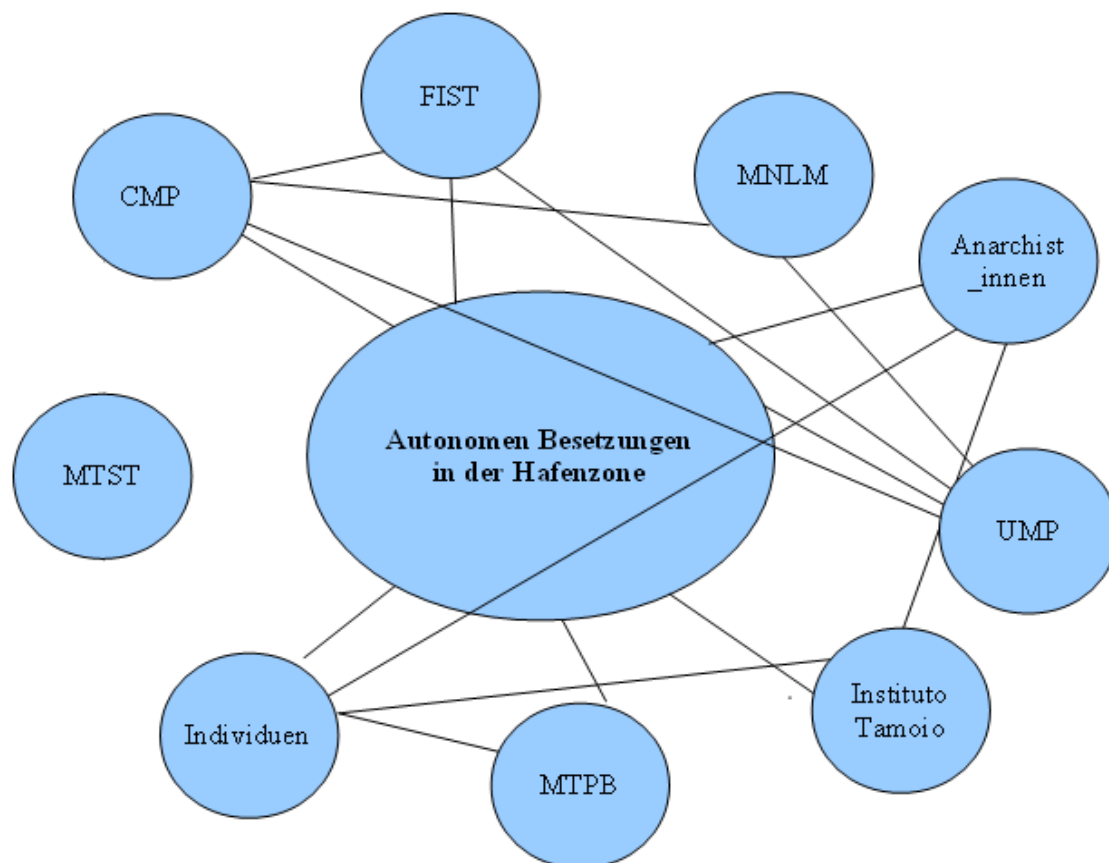 FIST
MNLM
CMP
Anarchist
_innen
Autonomen Besetzungen
in der Hafenzone
MTST
UMP
Instituto
Tamoio
Individuen
MTPB